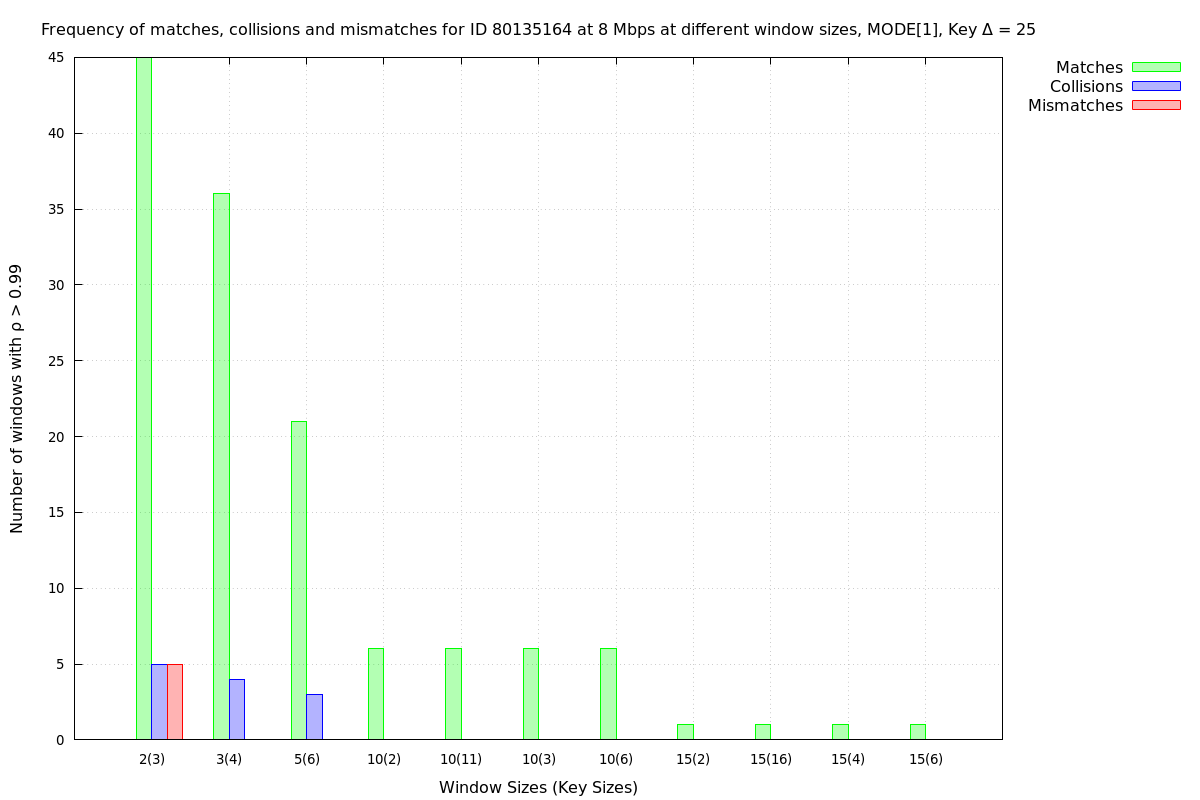 Frequency of matches, collisions and mismatches for ID 80135164 at 8 Mbps at different window sizes, MODE[1], Key Δ = 25
Matches
Collisions
Mismatches
Number of windows with ρ > 0.99
45
40
35
30
25
20
15
10
5
0
2(3) 3(4) 5(6) 10(2) 10(11) 10(3) 10(6) 15(2) 15(16) 15(4) 15(6)
Window Sizes (Key Sizes)